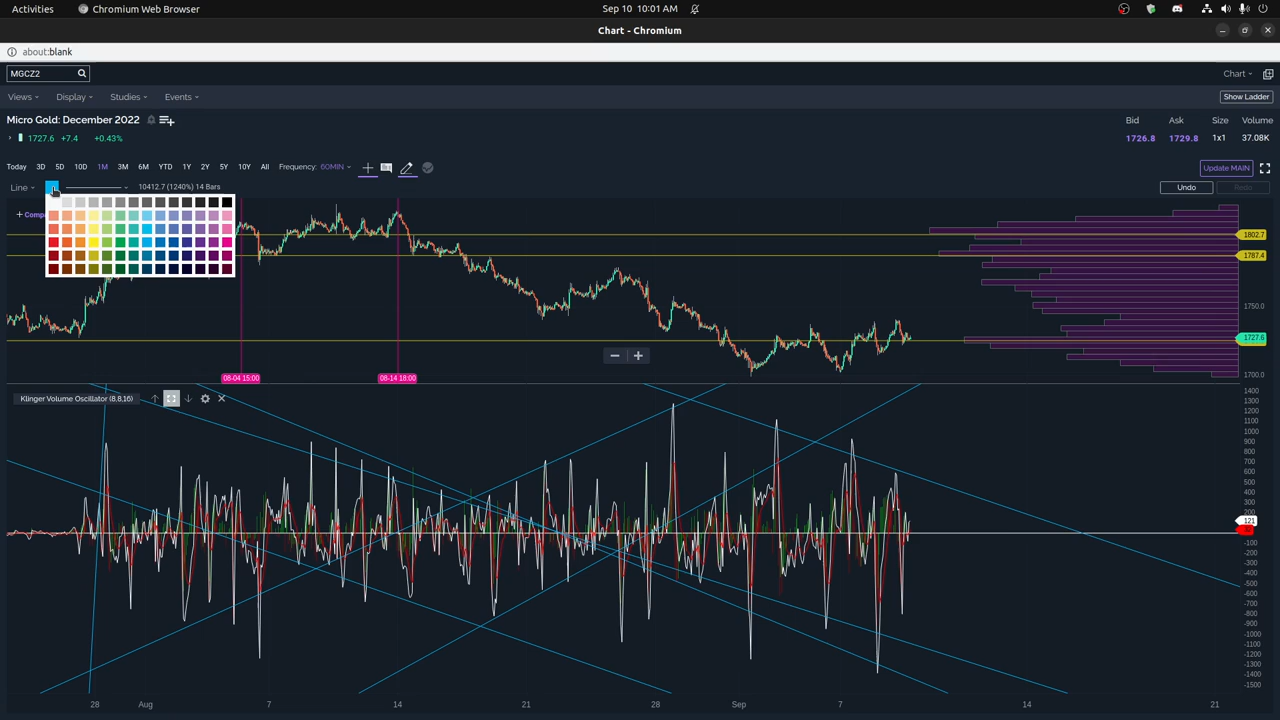 Activities
Chromium Web Browser
Sep 10 10:01 AM
Chart - Chromium
about:blank
MGCZ2
Chart
Views
Display
Studies
Events
Show Ladder
Micro Gold: December 2022
Bid
Ask
Size
Volume
1727.6 +7.4 +0.43%
1726.8
1729.8
1x1
37.08K
Today 3D 5D 10D 1M 3M 6M YTD 1Y 2Y 5Y 10Y All Frequency: 60MIN
Update MAIN
Line
10412.7 (1240%) 14 Bars
Undo
Redo
+ Comp
1802.7
1787.4
1750.0
1727.6
1700.0
08-04 15:00
08-14 18:00
Klinger Volume Oscillator (8,8,16)
1400
1300
1200
1100
1000
900
800
700
600
500
400
300
200
121
-100
-200
-300
-400
-500
-600
-700
-800
-900
-1000
-1100
-1200
-1300
-1400
-1500
28 Aug 7 14 21 28 Sep 7 14 21